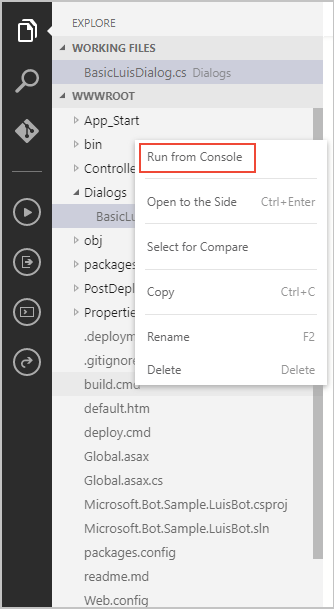 EXPLORE
WORKING FILES
BasicLuisDialog.cs Dialogs
WWWROOT
App_Start
bin
Run from Console
Controlle
Open to the Side Ctrl+Enter
Dialogs
BasicLu
Select for Compare
obj
packages
Copy Ctrl+C
PostDepl
Properties
Rename F2
.deploym
.gitignore
Delete Delete
build.cmd
default.htm
deploy.cmd
Global.asax
Global.asax.cs
Microsoft.Bot.Sample.LuisBot.csproj
Microsoft.Bot.Sample.LuisBot.sln
packages.config
readme.md
Web.config